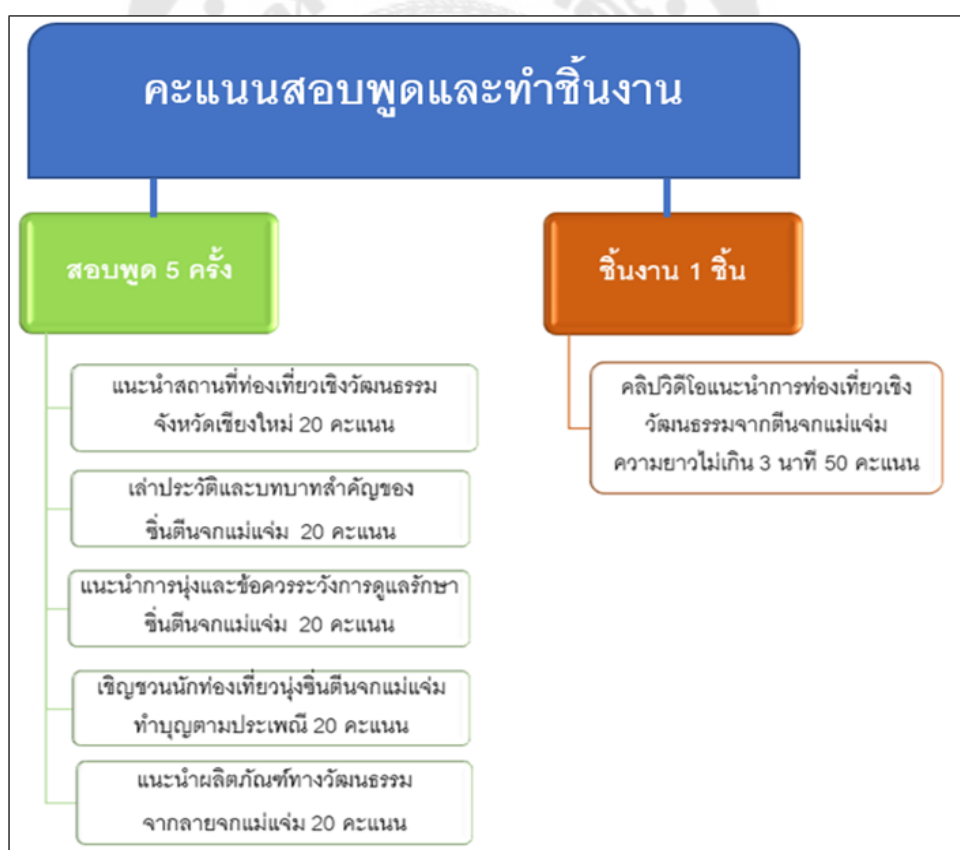 คะแนนสอบพูดและทำชิ้นงาน
สอบพูด 5 ครั้ง
แนะนำสถานที่ท่องเที่ยวเชิงวัฒนธรรม
จังหวัดเชียงใหม่ 20 คะแนน
เล่าประวัติและบทบาทสำคัญของ
ซิ่นตีนจกแม่แจ่ม 20 คะแนน
แนะนำการนุ่งและข้อควรระวังการดูแลรักษา
ซิ่นตีนจกแม่แจ่ม 20 คะแนน
เชิญชวนนักท่องเที่ยวนุ่งซิ่นตีนจกแม่แจ่ม
ทำบุญตามประเพณี 20 คะแนน
แนะนำผลิตภัณฑ์ทางวัฒนธรรม
จากลายจกแม่แจ่ม 20 คะแนน
ชิ้นงาน 1 ชิ้น
คลิปวิดีโอแนะนำการท่องเที่ยวเชิง
วัฒนธรรมจากตีนจกแม่แจ่ม
ความยาวไม่เกิน 3 นาที 50 คะแนน